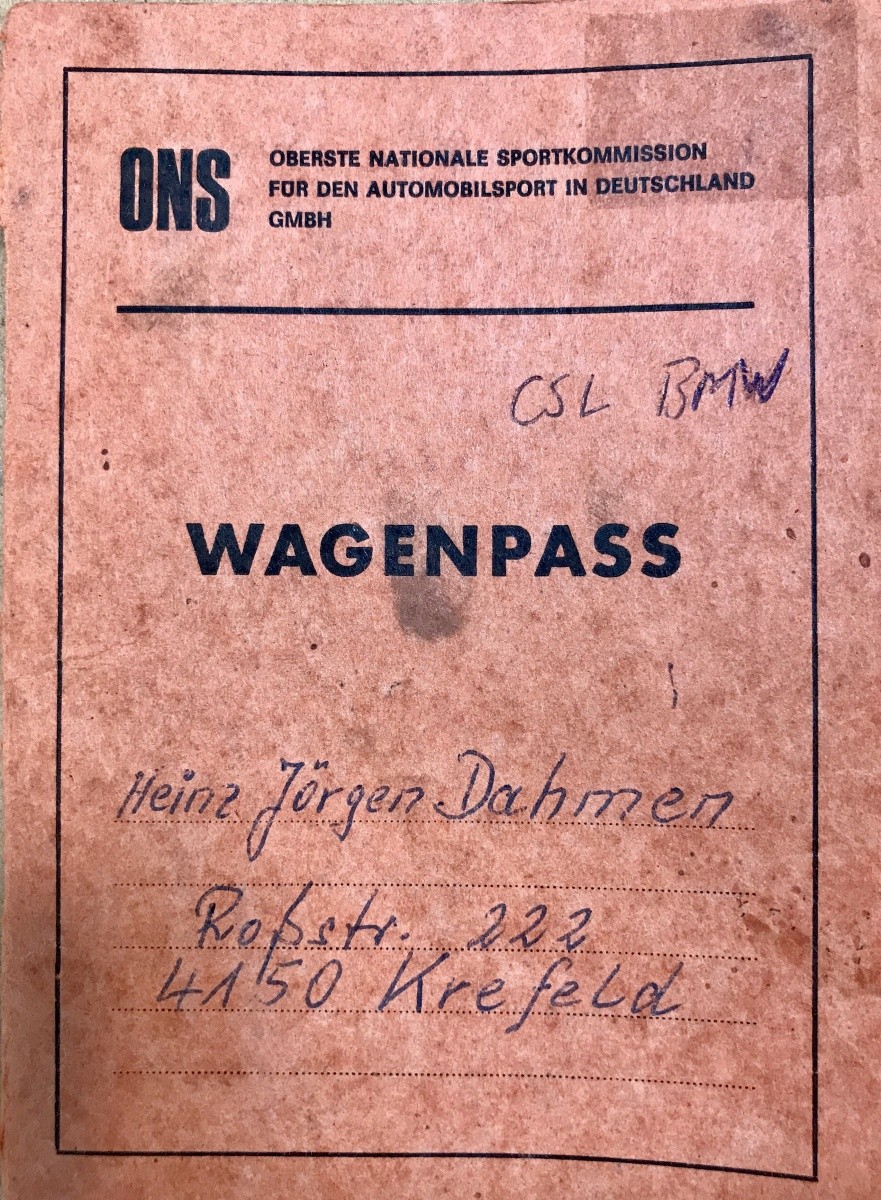 ONS
OBERSTE NATIONALE SPORTKOMMISSION
FÜR DEN AUTOMOBILSPORT IN DEUTSCHLAND
GMBH
CSL BMW
WAGENPASS
Heinz Jörgen Dahmen
Roßstr. 222
4150 Krefeld